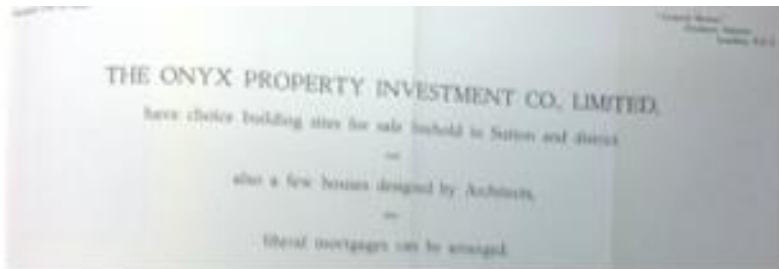 THE ONYX PROPERTY INVESTMENT CO., LIMITED,
have choice building sites for sale freehold in Sutton and district
also a few houses designed by Architects,
liberal mortgages can be arranged.